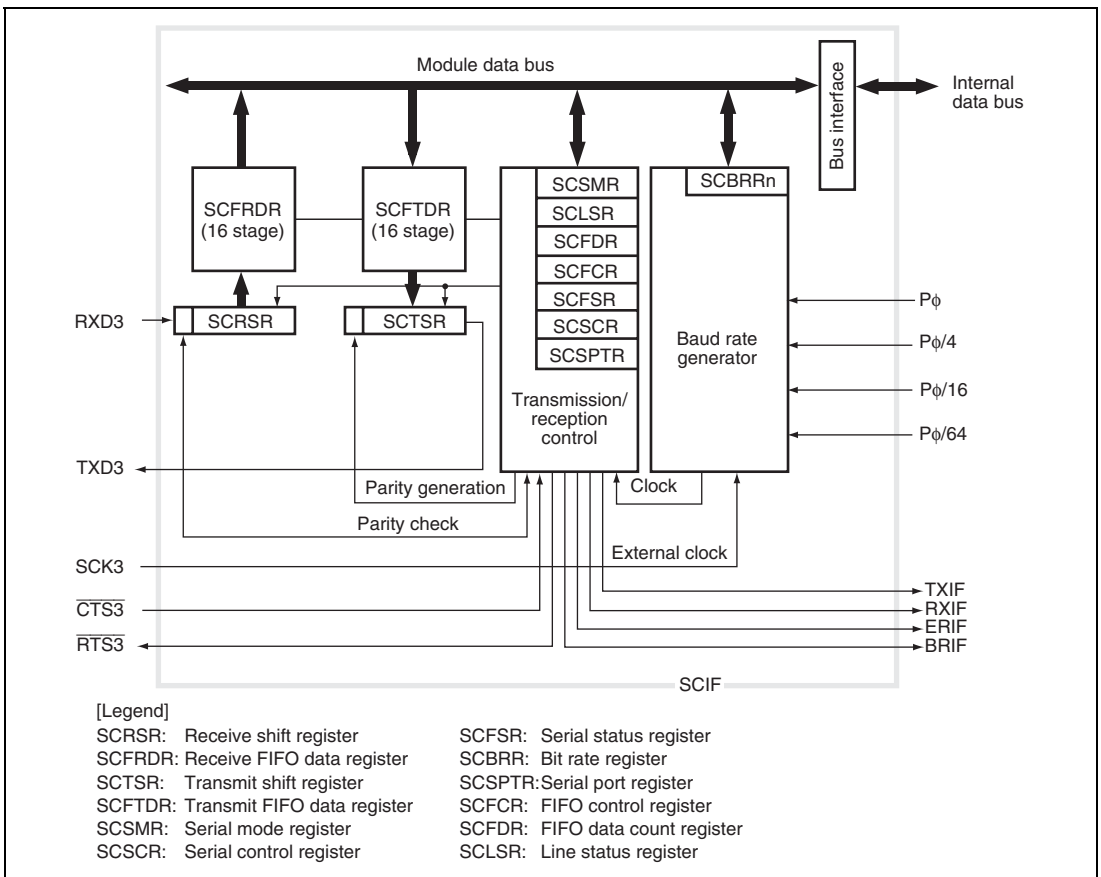 Module data bus
Bus interface
Internal
data bus
SCFRDR
(16 stage)
SCFTDR
(16 stage)
SCSMR
SCLSR
SCFDR
SCFCR
SCFSR
SCSCR
SCSPTR
Transmission/
reception
control
SCBRRn
Baud rate
generator
RXD3
SCRSR
SCTSR
Pϕ
Pϕ/4
Pϕ/16
Pϕ/64
TXD3
Parity generation
Clock
Parity check
SCK3
External clock
C̅T̅S̅3̅
R̅T̅S̅3̅
TXIF
RXIF
ERIF
BRIF
SCIF
[Legend]
SCRSR: Receive shift register
SCFRDR: Receive FIFO data register
SCTSR: Transmit shift register
SCFTDR: Transmit FIFO data register
SCSMR: Serial mode register
SCSCR: Serial control register
SCFSR: Serial status register
SCBRR: Bit rate register
SCSPTR:Serial port register
SCFCR: FIFO control register
SCFDR: FIFO data count register
SCLSR: Line status register